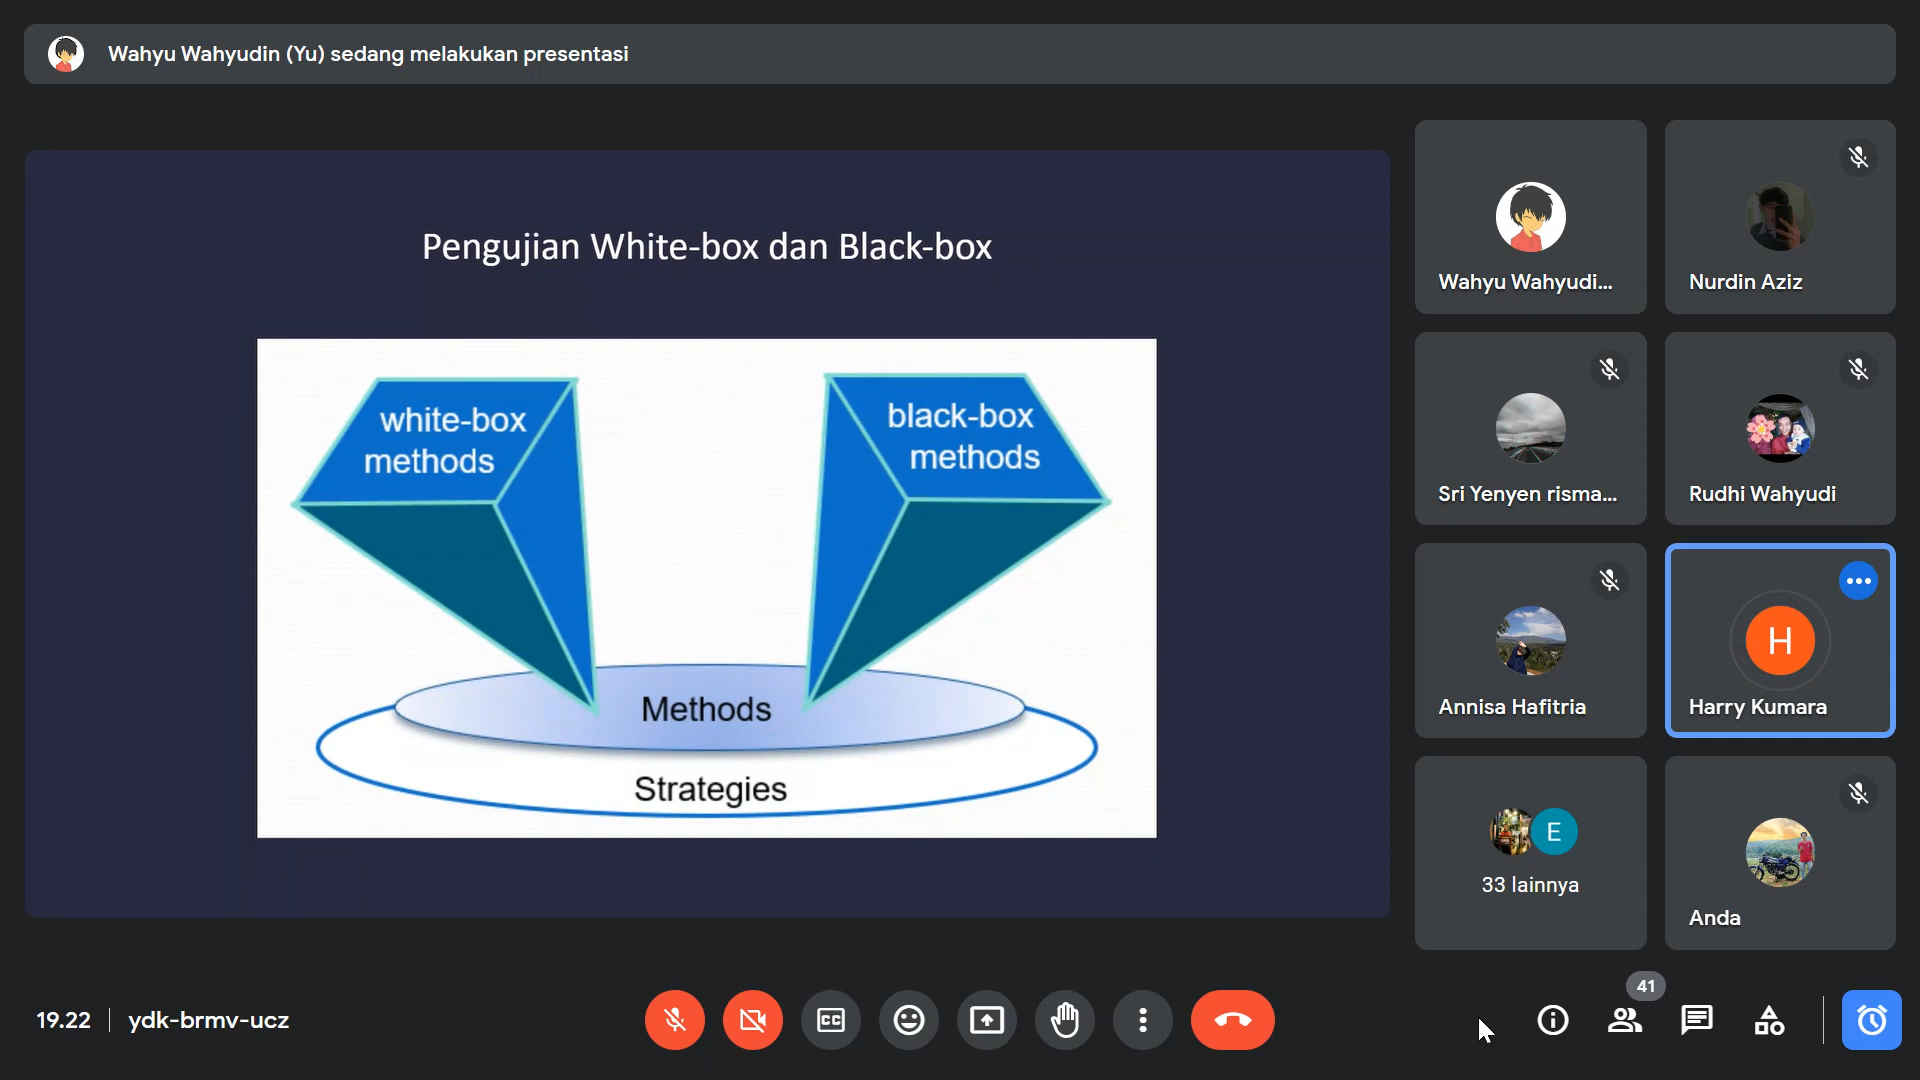 Wahyu Wahyudin (Yu) sedang melakukan presentasi
Pengujian White-box dan Black-box
white-box
methods
black-box
methods
Methods
Strategies
Wahyu Wahyudi...
Nurdin Aziz
Sri Yenyen risma...
Rudhi Wahyudi
Annisa Hafitria
H
Harry Kumara
E
33 lainnya
Anda
19.22
ydk-brmv-ucz
CC
41